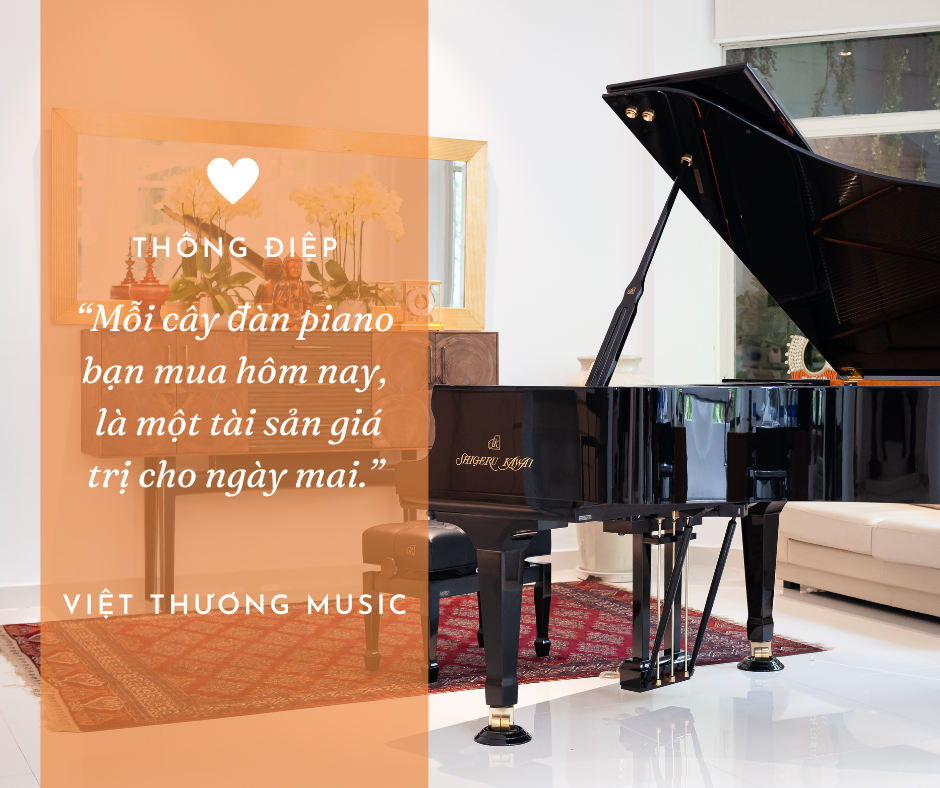 THÔNG ĐIỆP
“Mỗi cây đàn piano
bạn mua hôm nay,
là một tài sản giá
trị cho ngày mai.”
VIỆT THƯƠNG MUSIC
SHIGERU KAWAI